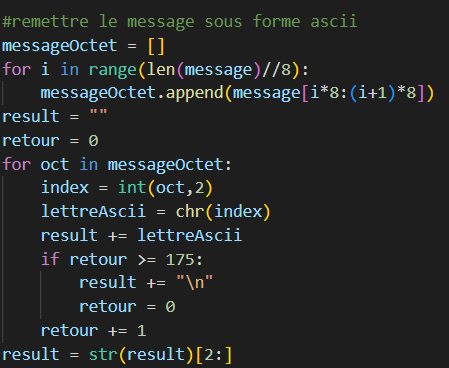 #remettre le message sous forme ascii
messageOctet = []
for i in range(len(message)//8):
    messageOctet.append(message[i*8:(i+1)*8])
result = ""
retour = 0
for oct in messageOctet:
    index = int(oct,2)
    lettreAscii = chr(index)
    result += lettreAscii
    if retour >= 175:
        result += "\n"
        retour = 0
    retour += 1
result = str(result)[2:]